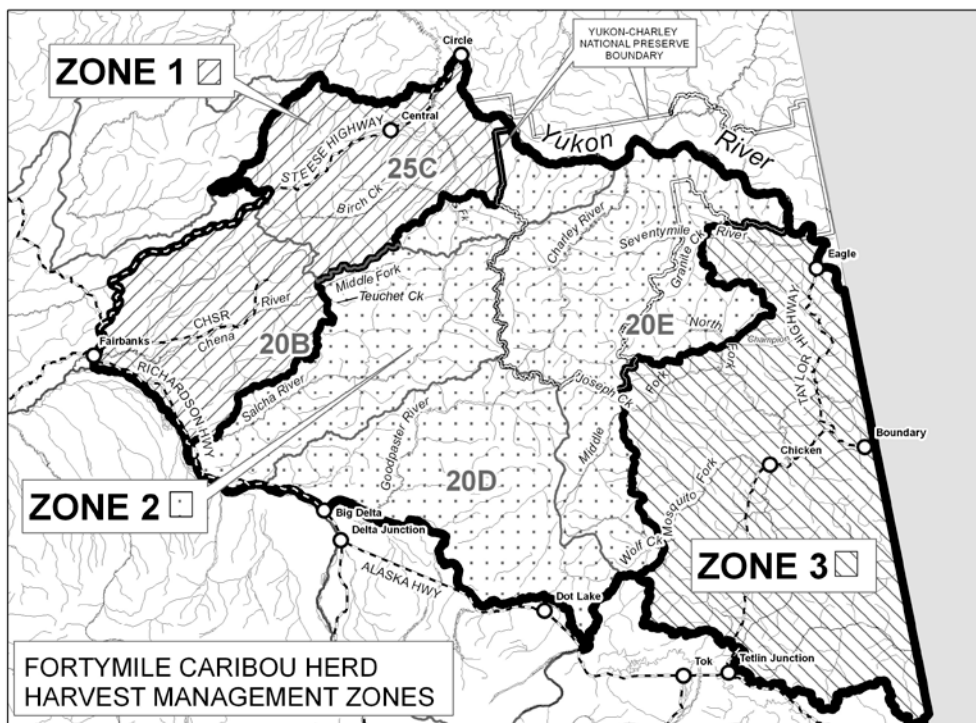 Circle
YUKON-CHARLEY
NATIONAL PRESERVE
BOUNDARY
ZONE 1
Central
STEESE HIGHWAY
Yukon
River
25C
Birch Ck
Fk
Charley River
Seventymile
River
Granite Ck
Eagle
Middle Fork
Teuchet Ck
CHSR
River
Chena
20B
20E
North
Fork
Champion
TAYLOR HIGHWAY
Fairbanks
RICHARDSON HWY
Salcha River
Joseph Ck
Fork
Middle
Boundary
Chicken
Goodpaster River
20D
Mosquito Fork
ZONE 2
Big Delta
Delta Junction
Wolf Ck
ZONE 3
ALASKA HWY
Dot Lake
Tok
Tetlin Junction
FORTYMILE CARIBOU HERD
HARVEST MANAGEMENT ZONES